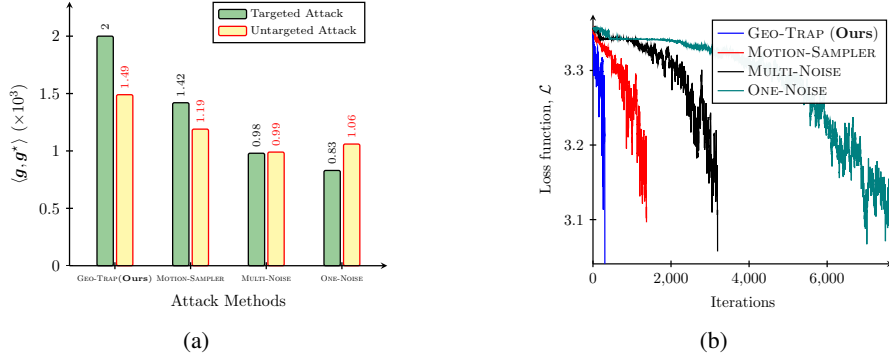 Targeted Attack
Untargeted Attack
⟨g, g*⟩ (×10³)
2
1.5
1
0.5
0
2
1.49
1.42
1.19
0.98
0.99
0.83
1.06
GEO-TRAP(Ours) MOTION-SAMPLER MULTI-NOISE ONE-NOISE
Attack Methods
(a)
GEO-TRAP (Ours)
MOTION-SAMPLER
MULTI-NOISE
ONE-NOISE
Loss function, ℒ
3.3
3.2
3.1
0 2,000 4,000 6,000
Iterations
(b)